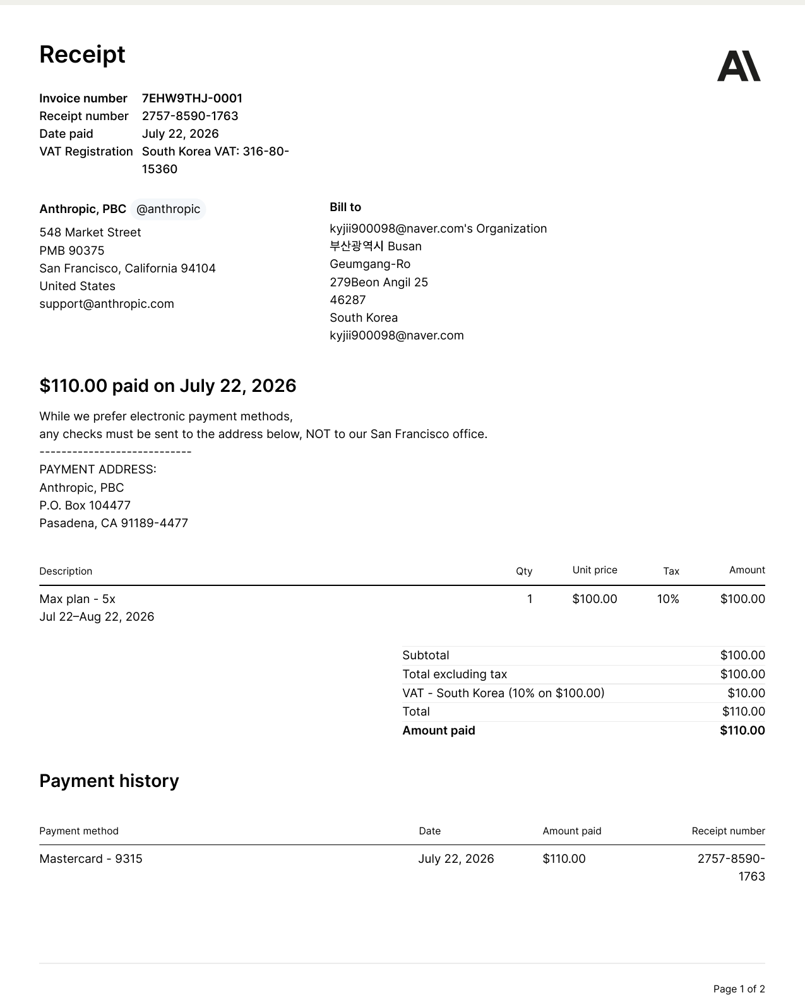 Receipt
Invoice number 7EHW9THJ-0001
Receipt number 2757-8590-1763
Date paid July 22, 2026
VAT Registration South Korea VAT: 316-80-
15360
Anthropic, PBC @anthropic
548 Market Street
PMB 90375
San Francisco, California 94104
United States
support@anthropic.com
Bill to
kyjii900098@naver.com's Organization
부산광역시 Busan
Geumgang-Ro
279Beon Angil 25
46287
South Korea
kyjii900098@naver.com
$110.00 paid on July 22, 2026
While we prefer electronic payment methods,
any checks must be sent to the address below, NOT to our San Francisco office.
----------------------------
PAYMENT ADDRESS:
Anthropic, PBC
P.O. Box 104477
Pasadena, CA 91189-4477
Description Qty Unit price Tax Amount
Max plan - 5x 1 $100.00 10% $100.00
Jul 22–Aug 22, 2026
Subtotal $100.00
Total excluding tax $100.00
VAT - South Korea (10% on $100.00) $10.00
Total $110.00
Amount paid $110.00
Payment history
Payment method Date Amount paid Receipt number
Mastercard - 9315 July 22, 2026 $110.00 2757-8590-
1763
Page 1 of 2